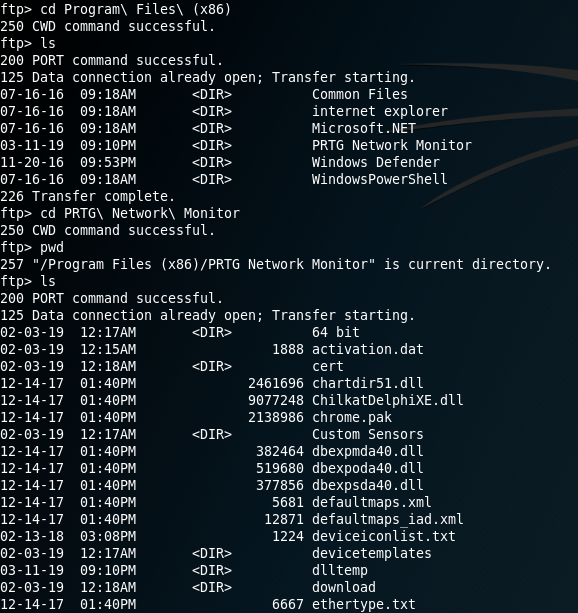 ftp> cd Program\ Files\ (x86)
250 CWD command successful.
ftp> ls
200 PORT command successful.
125 Data connection already open; Transfer starting.
07-16-16  09:18AM       <DIR>          Common Files
07-16-16  09:18AM       <DIR>          internet explorer
07-16-16  09:18AM       <DIR>          Microsoft.NET
03-11-19  09:10PM       <DIR>          PRTG Network Monitor
11-20-16  09:53PM       <DIR>          Windows Defender
07-16-16  09:18AM       <DIR>          WindowsPowerShell
226 Transfer complete.
ftp> cd PRTG\ Network\ Monitor
250 CWD command successful.
ftp> pwd
257 "/Program Files (x86)/PRTG Network Monitor" is current directory.
ftp> ls
200 PORT command successful.
125 Data connection already open; Transfer starting.
02-03-19  12:17AM       <DIR>          64 bit
02-03-19  12:15AM                 1888 activation.dat
02-03-19  12:18AM       <DIR>          cert
12-14-17  01:40PM              2461696 chartdir51.dll
12-14-17  01:40PM              9077248 ChilkatDelphiXE.dll
12-14-17  01:40PM              2138986 chrome.pak
02-03-19  12:17AM       <DIR>          Custom Sensors
12-14-17  01:40PM               382464 dbexpmda40.dll
12-14-17  01:40PM               519680 dbexpoda40.dll
12-14-17  01:40PM               377856 dbexpsda40.dll
12-14-17  01:40PM                 5681 defaultmaps.xml
12-14-17  01:40PM                12871 defaultmaps_iad.xml
02-13-18  03:08PM                 1224 deviceiconlist.txt
02-03-19  12:17AM       <DIR>          devicetemplates
03-11-19  09:10PM       <DIR>          dlltemp
02-03-19  12:18AM       <DIR>          download
12-14-17  01:40PM                 6667 ethertype.txt